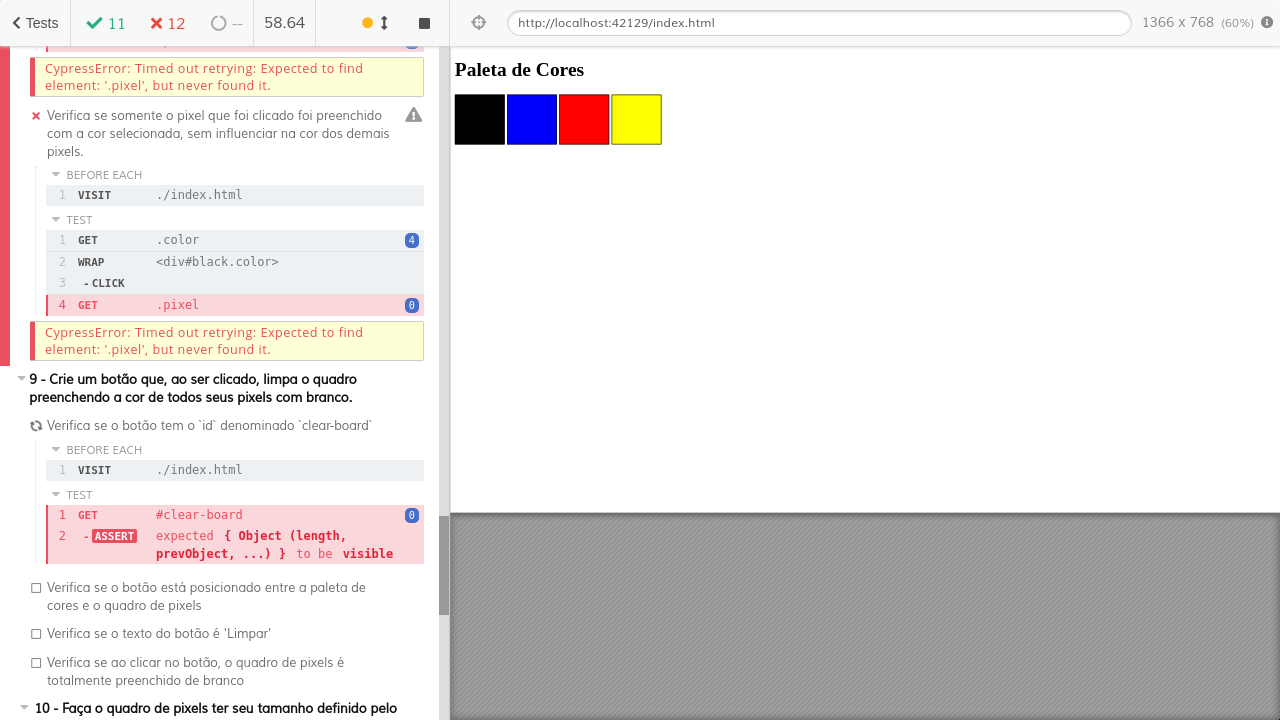 Tests
11
12
--
58.64
http://localhost:42129/index.html
1366 x 768 (60%)
CypressError: Timed out retrying: Expected to find
element: '.pixel', but never found it.
Verifica se somente o pixel que foi clicado foi preenchido
com a cor selecionada, sem influenciar na cor dos demais
pixels.
BEFORE EACH
1 VISIT ./index.html
TEST
1 GET .color 4
2 WRAP <div#black.color>
3 - CLICK
4 GET .pixel 0
CypressError: Timed out retrying: Expected to find
element: '.pixel', but never found it.
9 - Crie um botão que, ao ser clicado, limpa o quadro
preenchendo a cor de todos seus pixels com branco.
Verifica se o botão tem o `id` denominado `clear-board`
BEFORE EACH
1 VISIT ./index.html
TEST
1 GET #clear-board 0
2 - ASSERT expected { Object (length,
prevObject, ...) } to be visible
Verifica se o botão está posicionado entre a paleta de
cores e o quadro de pixels
Verifica se o texto do botão é 'Limpar'
Verifica se ao clicar no botão, o quadro de pixels é
totalmente preenchido de branco
10 - Faça o quadro de pixels ter seu tamanho definido pelo
Paleta de Cores